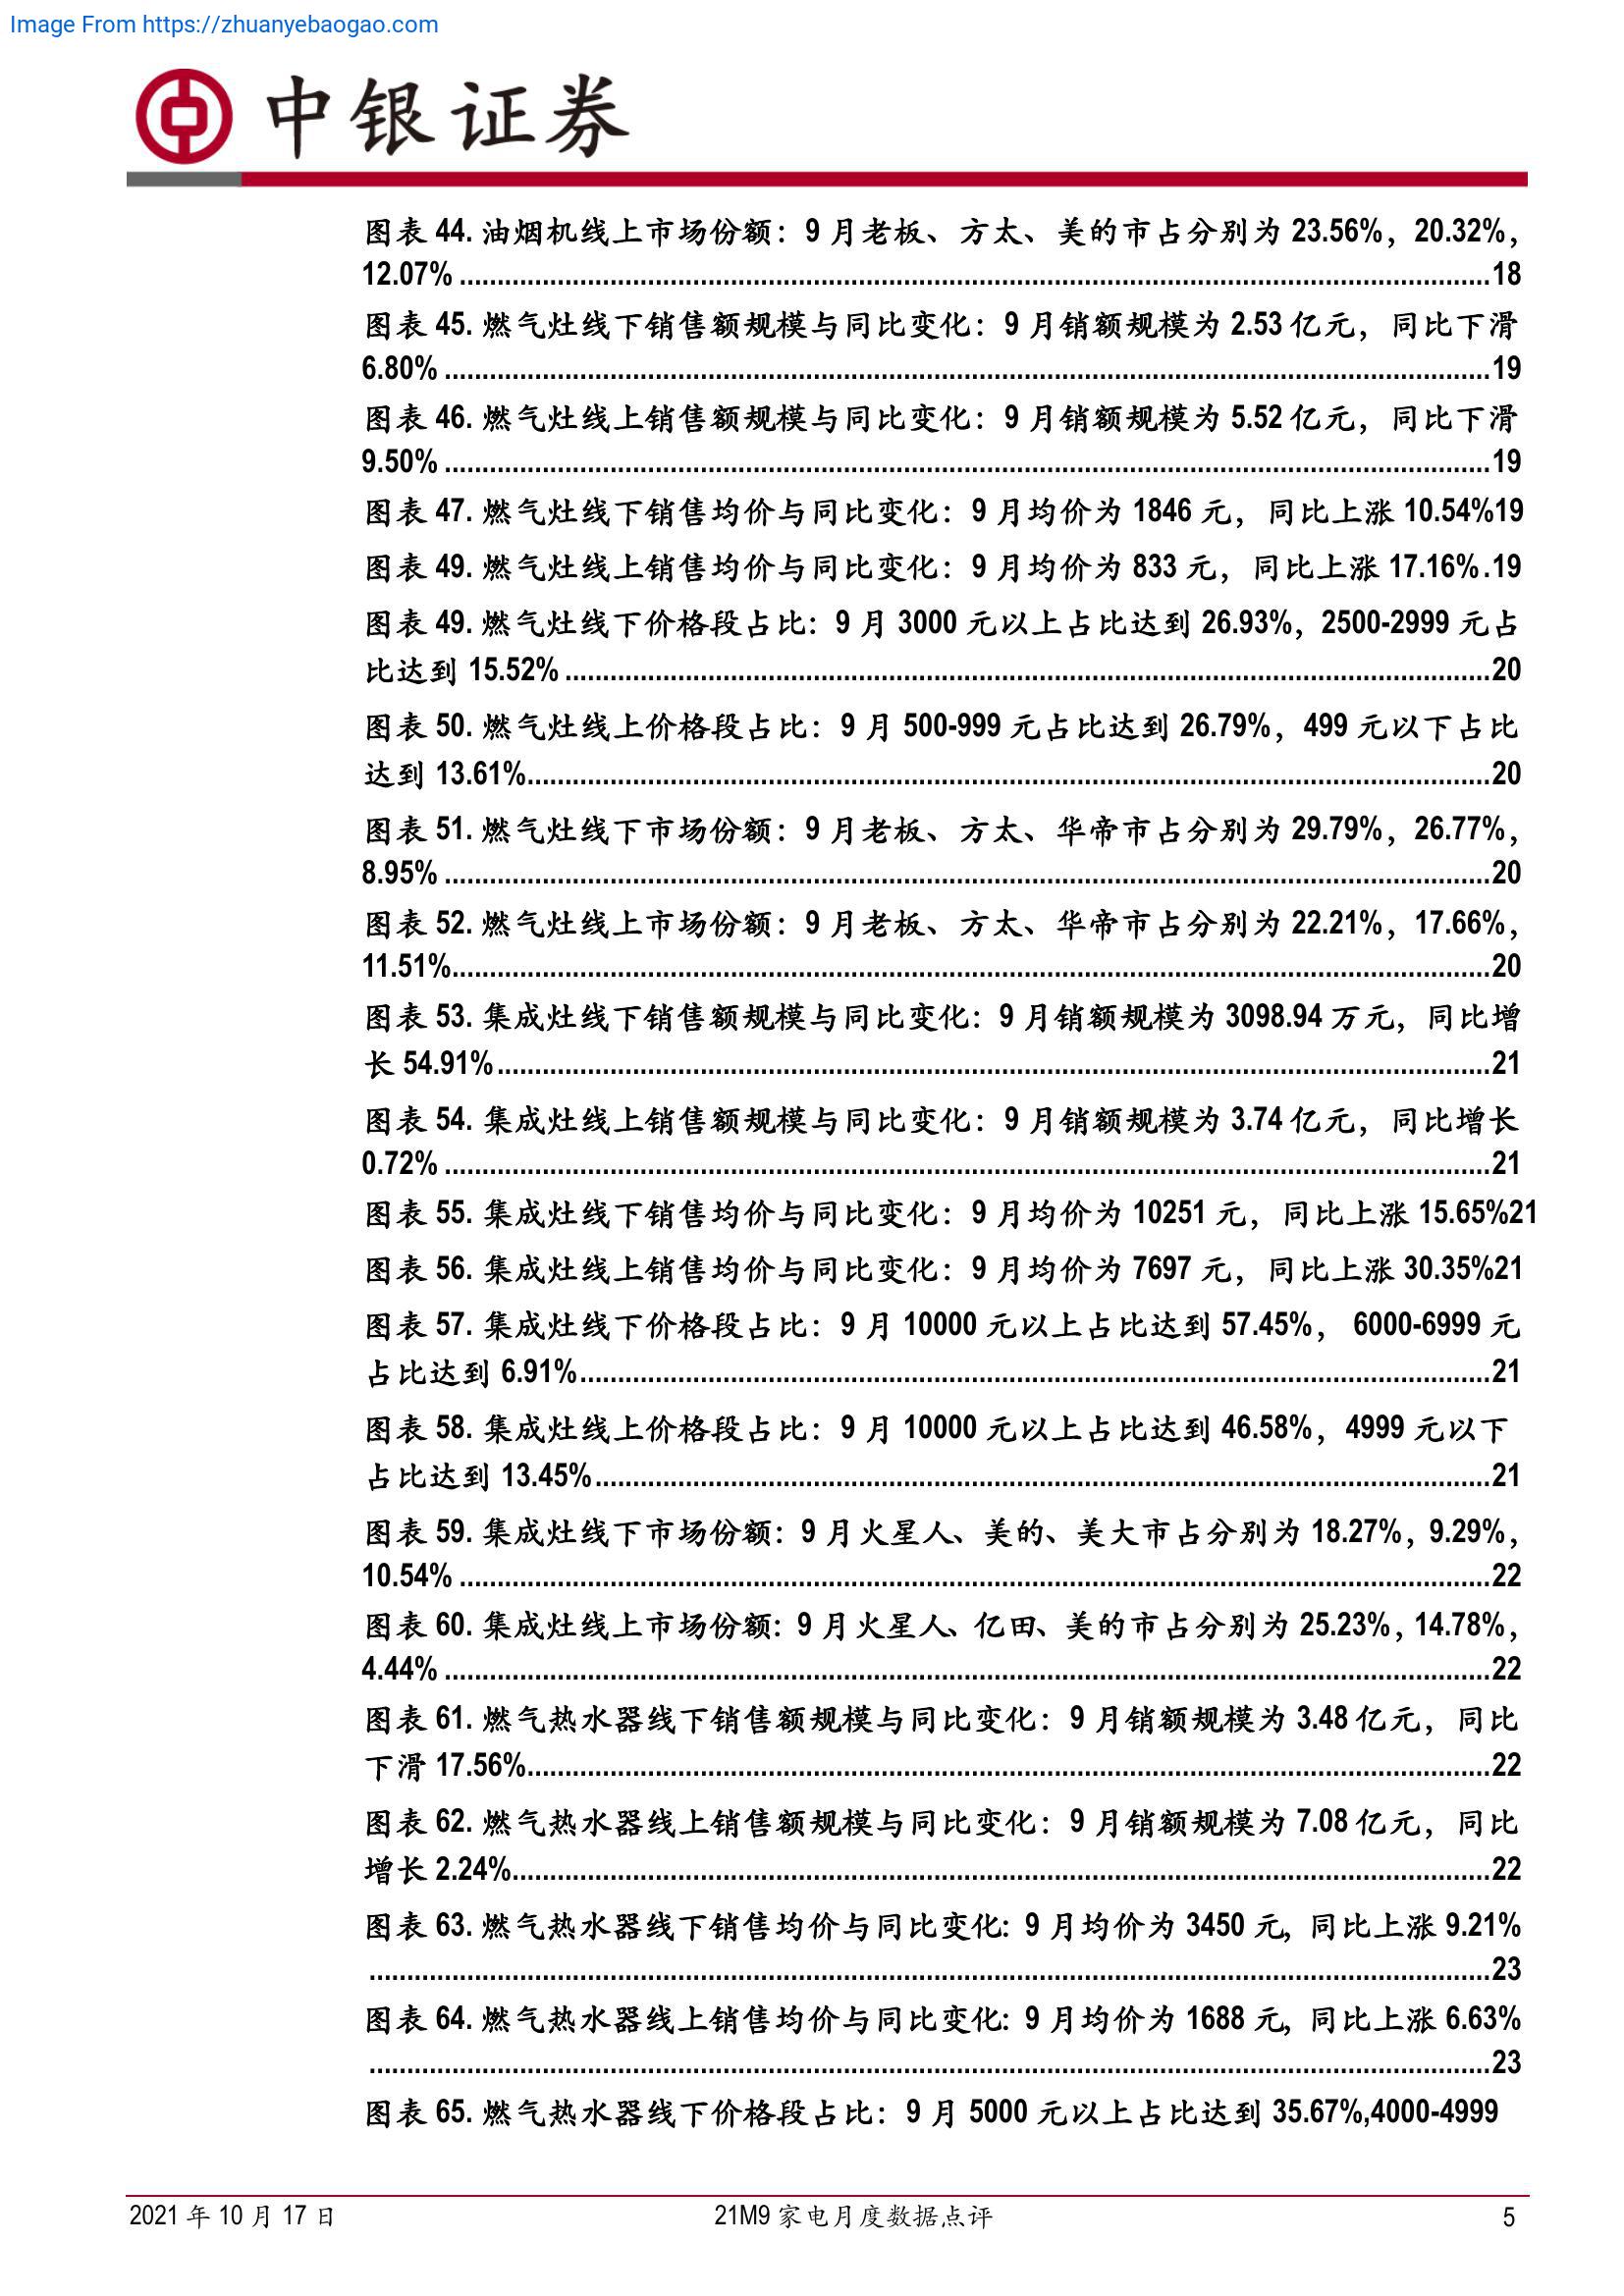 Image From https://zhuanyebaogao.com
中银证券
图表 44. 油烟机线上市场份额：9 月老板、方太、美的市占分别为 23.56%，20.32%，
12.07% ........................................18
图表 45. 燃气灶线下销售额规模与同比变化：9 月销额规模为 2.53 亿元，同比下滑
6.80% ........................................19
图表 46. 燃气灶线上销售额规模与同比变化：9 月销额规模为 5.52 亿元，同比下滑
9.50% ........................................19
图表 47. 燃气灶线下销售均价与同比变化：9 月均价为 1846 元，同比上涨 10.54%19
图表 49. 燃气灶线上销售均价与同比变化：9 月均价为 833 元，同比上涨 17.16%.19
图表 49. 燃气灶线下价格段占比：9 月 3000 元以上占比达到 26.93%，2500-2999 元占
比达到 15.52% ........................................20
图表 50. 燃气灶线上价格段占比：9 月 500-999 元占比达到 26.79%，499 元以下占比
达到 13.61%........................................20
图表 51. 燃气灶线下市场份额：9 月老板、方太、华帝市占分别为 29.79%，26.77%，
8.95% ........................................20
图表 52. 燃气灶线上市场份额：9 月老板、方太、华帝市占分别为 22.21%，17.66%，
11.51%........................................20
图表 53. 集成灶线下销售额规模与同比变化：9 月销额规模为 3098.94 万元，同比增
长 54.91%........................................21
图表 54. 集成灶线上销售额规模与同比变化：9 月销额规模为 3.74 亿元，同比增长
0.72% ........................................21
图表 55. 集成灶线下销售均价与同比变化：9 月均价为 10251 元，同比上涨 15.65%21
图表 56. 集成灶线上销售均价与同比变化：9 月均价为 7697 元，同比上涨 30.35%21
图表 57. 集成灶线下价格段占比：9 月 10000 元以上占比达到 57.45%， 6000-6999 元
占比达到 6.91%........................................21
图表 58. 集成灶线上价格段占比：9 月 10000 元以上占比达到 46.58%，4999 元以下
占比达到 13.45%........................................21
图表 59. 集成灶线下市场份额：9 月火星人、美的、美大市占分别为 18.27%，9.29%，
10.54% ........................................22
图表 60. 集成灶线上市场份额：9 月火星人、亿田、美的市占分别为 25.23%，14.78%，
4.44% ........................................22
图表 61. 燃气热水器线下销售额规模与同比变化：9 月销额规模为 3.48 亿元，同比
下滑 17.56%........................................22
图表 62. 燃气热水器线上销售额规模与同比变化：9 月销额规模为 7.08 亿元，同比
增长 2.24%........................................22
图表 63. 燃气热水器线下销售均价与同比变化：9 月均价为 3450 元，同比上涨 9.21%
........................................23
图表 64. 燃气热水器线上销售均价与同比变化：9 月均价为 1688 元，同比上涨 6.63%
........................................23
图表 65. 燃气热水器线下价格段占比：9 月 5000 元以上占比达到 35.67%,4000-4999
2021 年 10 月 17 日 21M9 家电月度数据点评 5